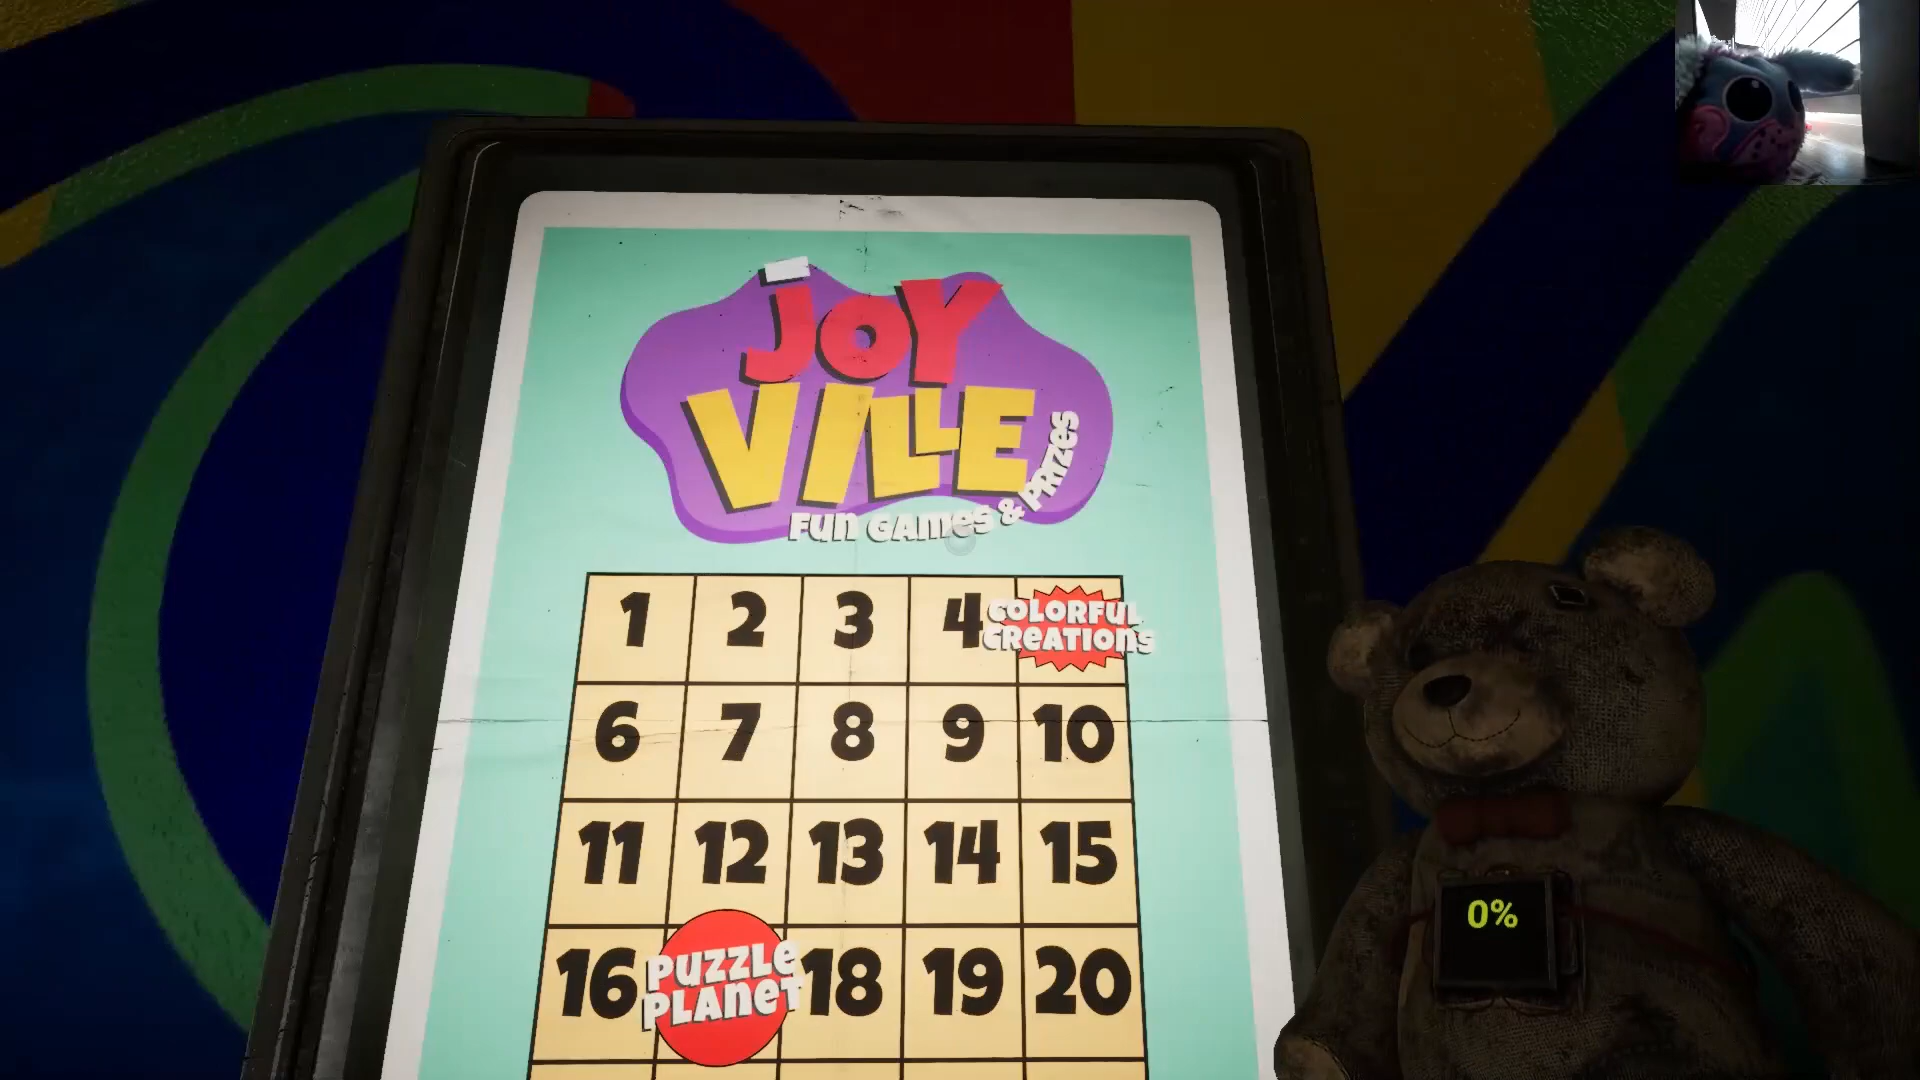 JOY
VILLE
FUN GAMES & PRIZES
1 2 3 4 COLORFUL
CREATIONS
6 7 8 9 10
11 12 13 14 15
16 PUZZLE
PLANET 18 19 20
0%